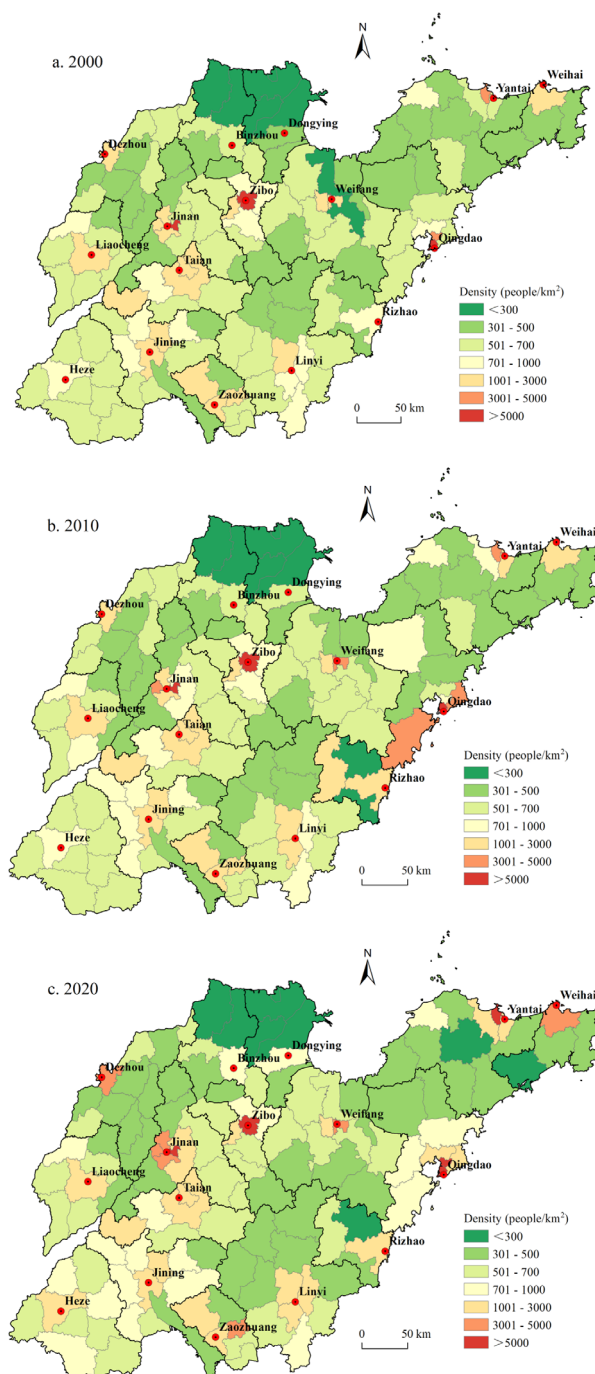 a. 2000
N
Weihai
Yantai
Dongying
Binzhou
Dezhou
Zibo
Weifang
Jinan
Qingdao
Liaocheng
Taian
Rizhao
Jining
Linyi
Heze
Zaozhuang
Density (people/km²)
<300
301 - 500
501 - 700
701 - 1000
1001 - 3000
3001 - 5000
>5000
0 50 km
b. 2010
N
Weihai
Yantai
Dongying
Binzhou
Dezhou
Zibo
Weifang
Jinan
Qingdao
Liaocheng
Taian
Rizhao
Jining
Linyi
Heze
Zaozhuang
Density (people/km²)
<300
301 - 500
501 - 700
701 - 1000
1001 - 3000
3001 - 5000
>5000
0 50 km
c. 2020
N
Weihai
Yantai
Dongying
Binzhou
Dezhou
Zibo
Weifang
Jinan
Qingdao
Liaocheng
Taian
Rizhao
Jining
Linyi
Heze
Zaozhuang
Density (people/km²)
<300
301 - 500
501 - 700
701 - 1000
1001 - 3000
3001 - 5000
>5000
0 50 km